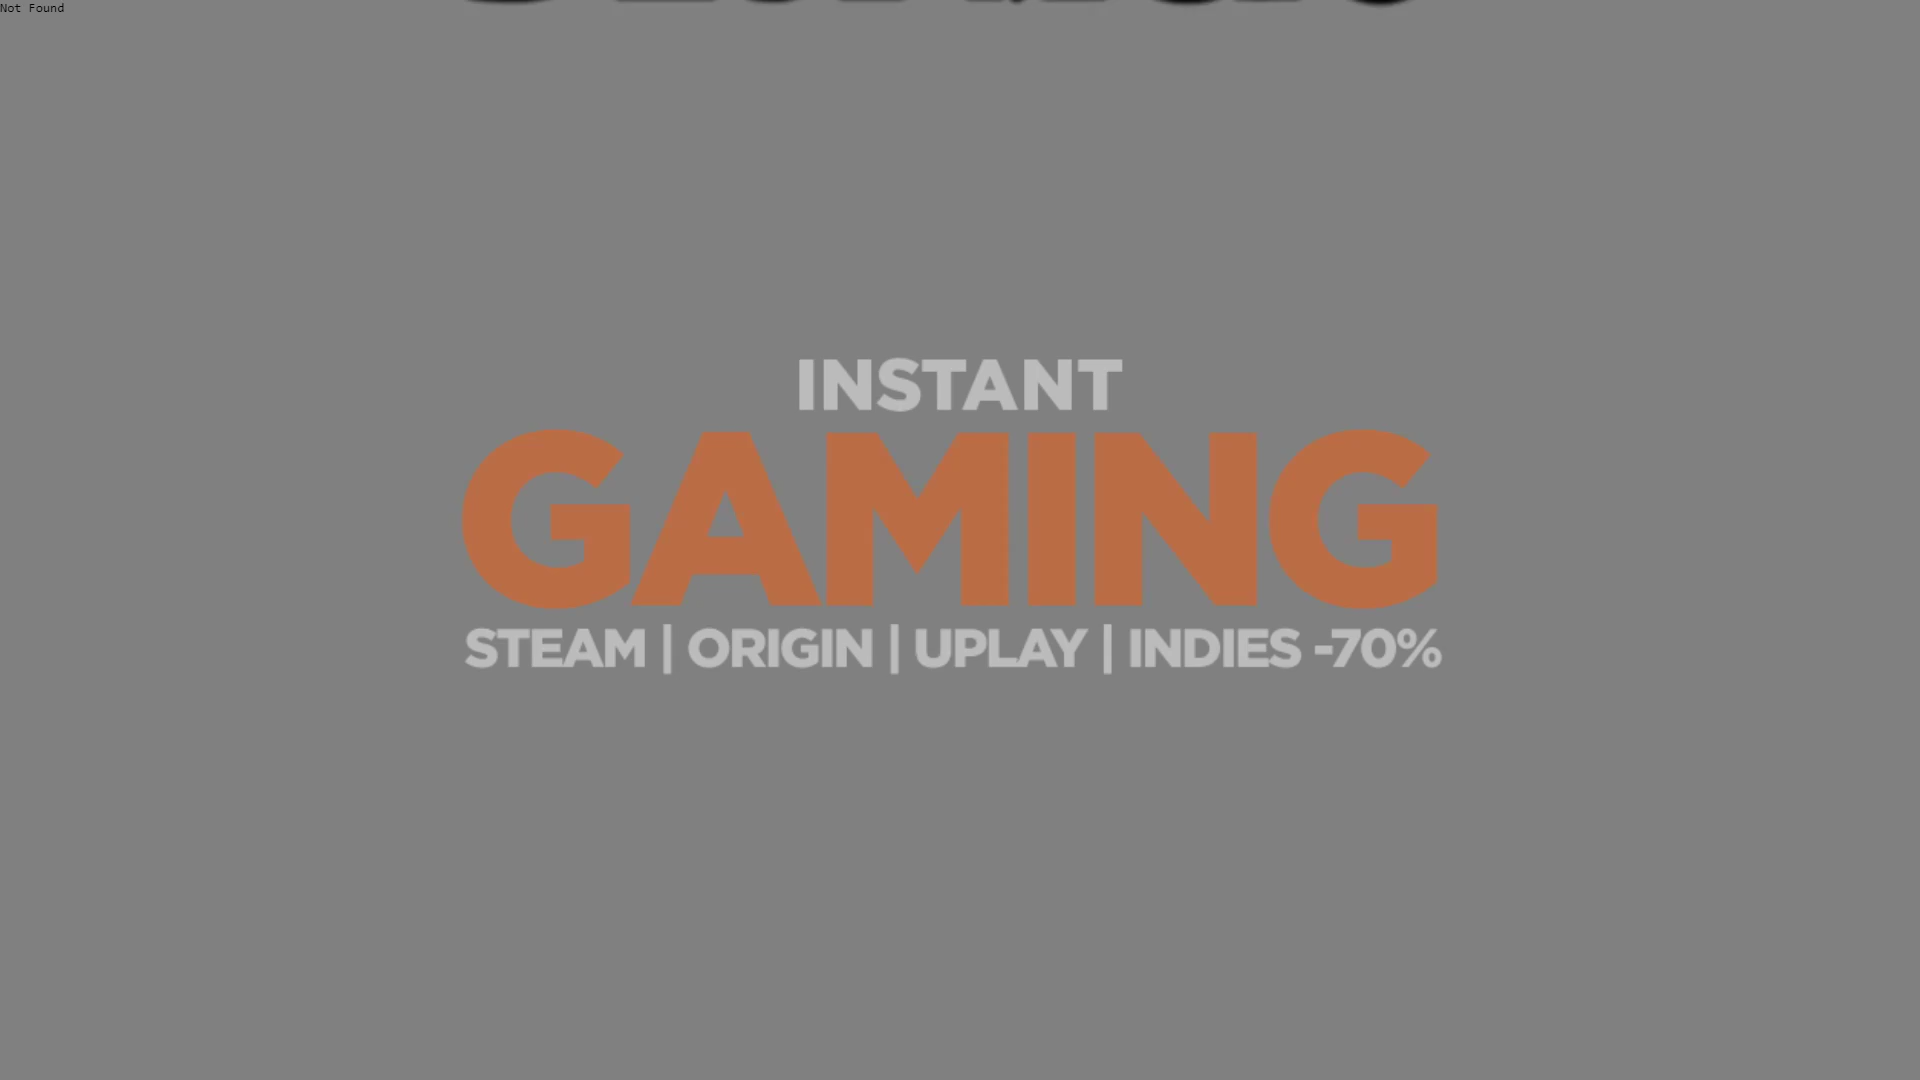 Not Found
INSTANT
GAMING
STEAM | ORIGIN | UPLAY | INDIES -70%